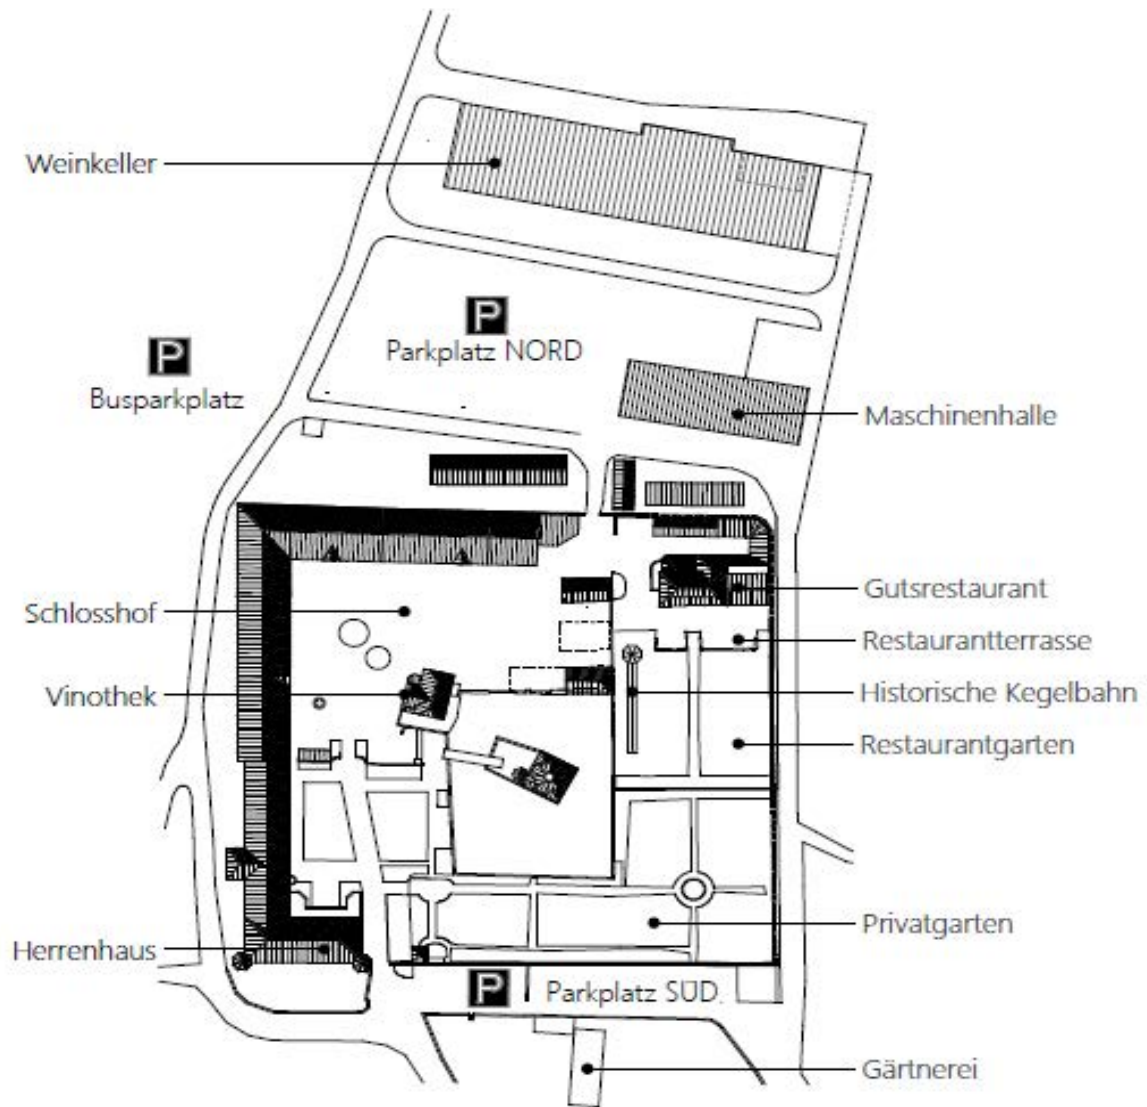 Weinkeller
P
Parkplatz NORD
P
Busparkplatz
Maschinenhalle
Gutsrestaurant
Schlosshof
Restaurantterrasse
Vinothek
Historische Kegelbahn
Restaurantgarten
Privatgarten
Herrenhaus
P Parkplatz SÜD
Gärtnerei